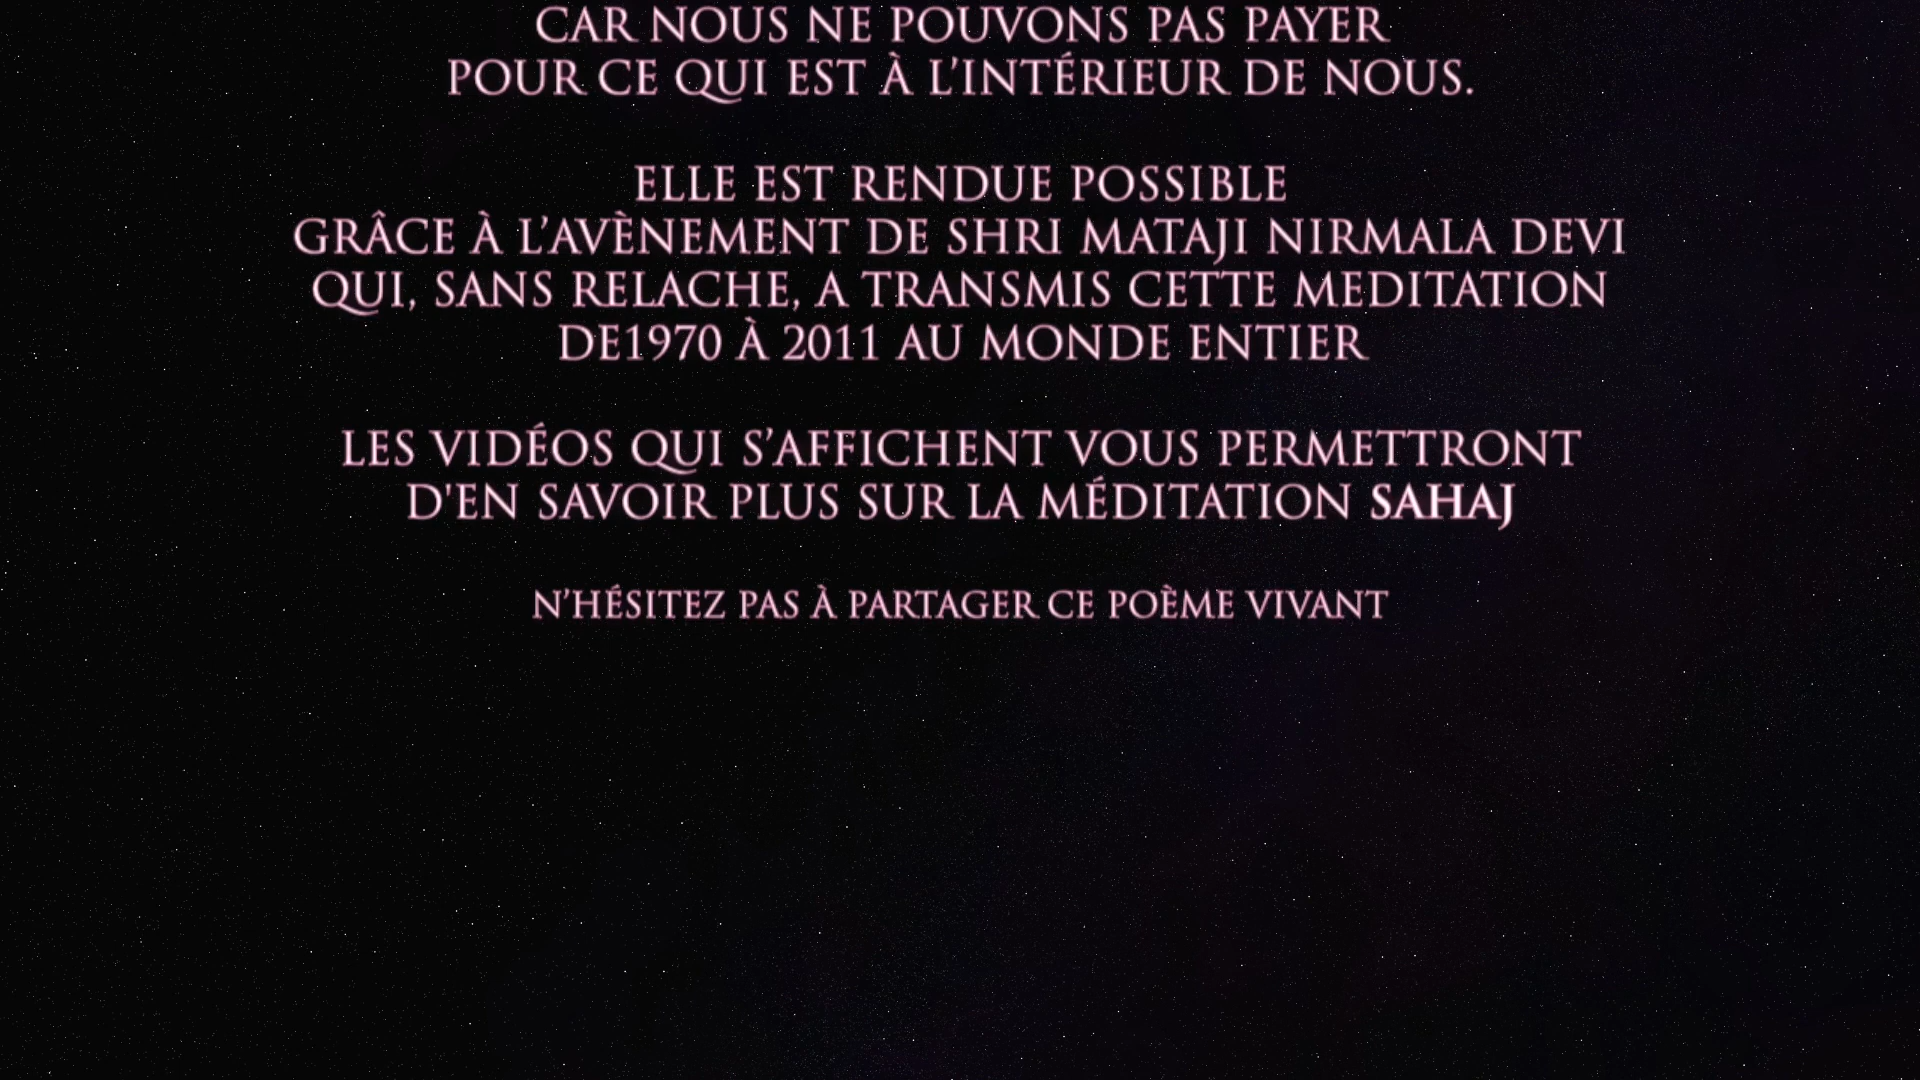 CAR NOUS NE POUVONS PAS PAYER
POUR CE QUI EST À L’INTÉRIEUR DE NOUS.
ELLE EST RENDUE POSSIBLE
GRÂCE À L’AVÈNEMENT DE SHRI MATAJI NIRMALA DEVI
QUI, SANS RELACHE, A TRANSMIS CETTE MEDITATION
DE1970 À 2011 AU MONDE ENTIER
LES VIDÉOS QUI S’AFFICHENT VOUS PERMETTRONT
D'EN SAVOIR PLUS SUR LA MÉDITATION SAHAJ
N’HÉSITEZ PAS À PARTAGER CE POÈME VIVANT